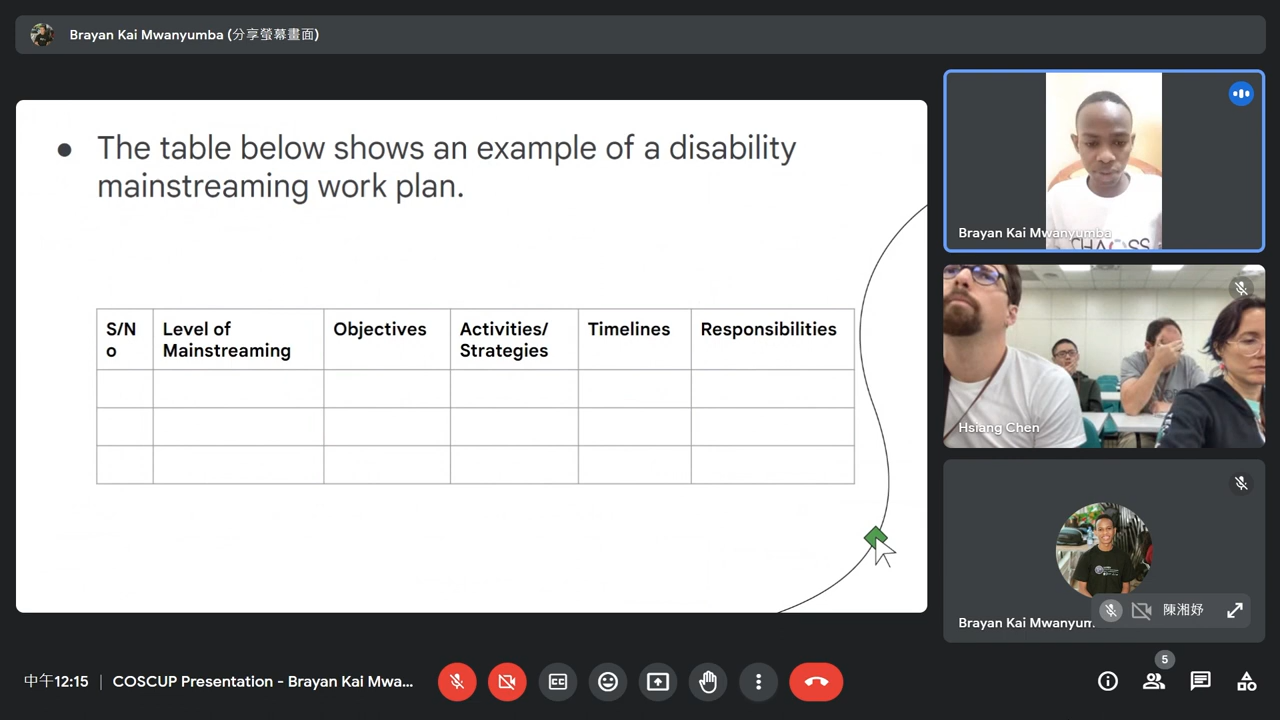 Brayan Kai Mwanyumba (分享螢幕畫面)
● The table below shows an example of a disability
mainstreaming work plan.
S/N
o
Level of
Mainstreaming
Objectives
Activities/
Strategies
Timelines
Responsibilities
CHAOSS
Brayan Kai Mwanyumba
Hsiang Chen
Brayan Kai Mwanyum...
陳湘妤
中午12:15 | COSCUP Presentation - Brayan Kai Mwa...
CC
5